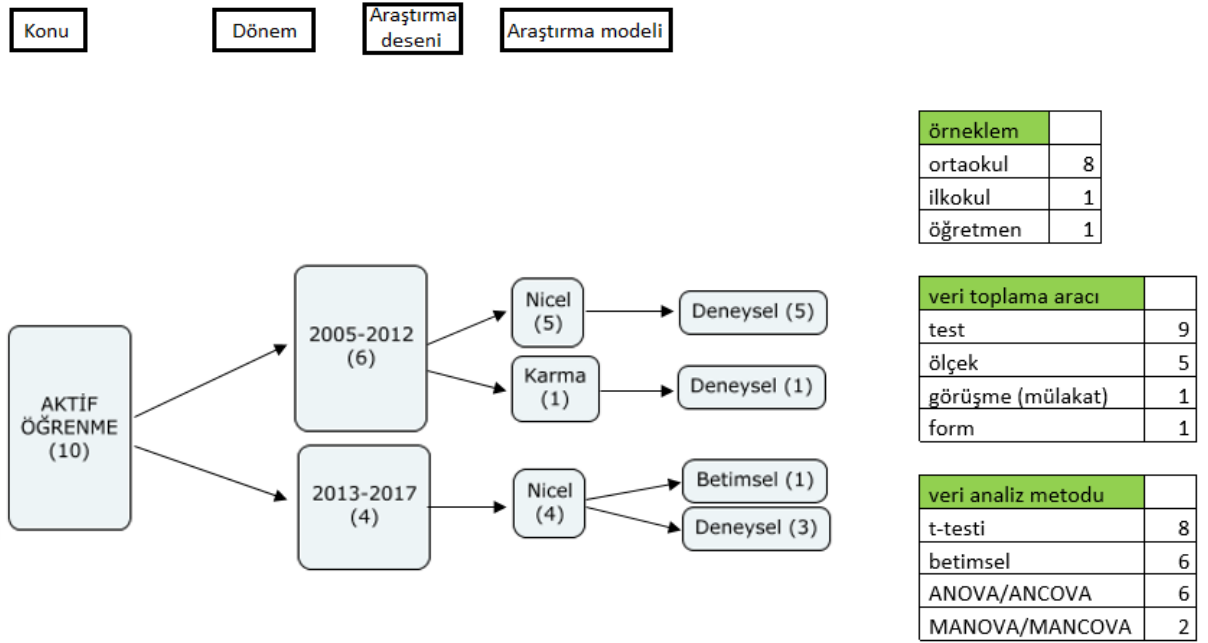 Konu
Dönem
Araştırma
deseni
Araştırma modeli
AKTİF
ÖĞRENME
(10)
2005-2012
(6)
2013-2017
(4)
Nicel
(5)
Karma
(1)
Nicel
(4)
Deneysel (5)
Deneysel (1)
Betimsel (1)
Deneysel (3)
örneklem
ortaokul 8
ilkokul 1
öğretmen 1
veri toplama aracı
test 9
ölçek 5
görüşme (mülakat) 1
form 1
veri analiz metodu
t-testi 8
betimsel 6
ANOVA/ANCOVA 6
MANOVA/MANCOVA 2